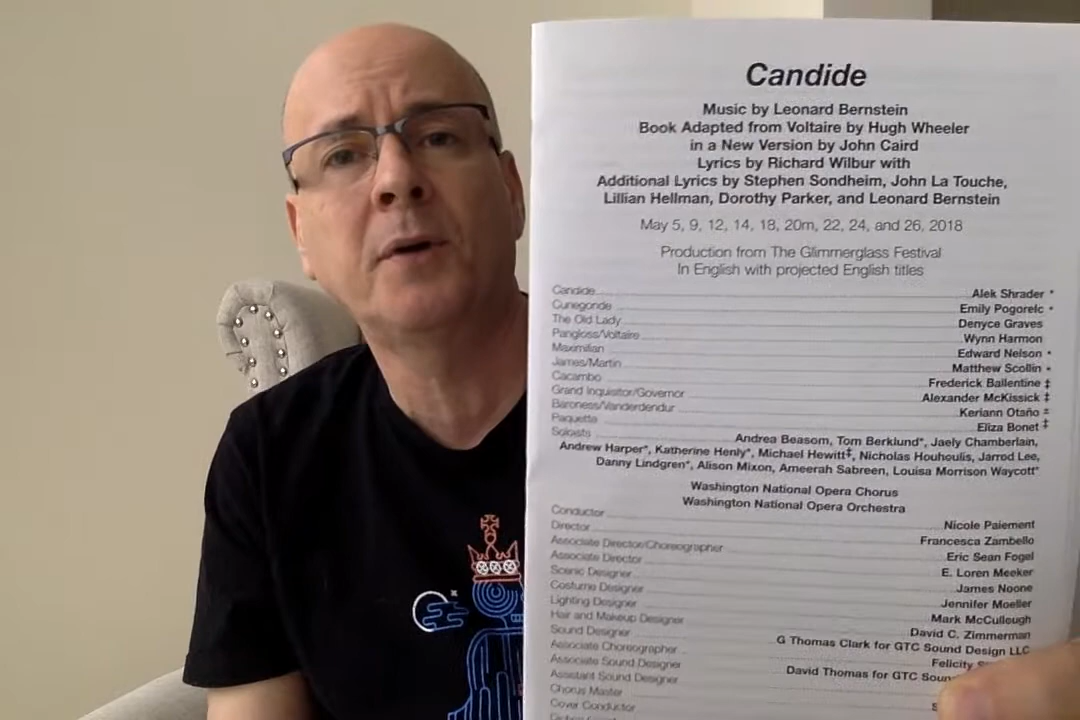 Candide
Music by Leonard Bernstein
Book Adapted from Voltaire by Hugh Wheeler
in a New Version by John Caird
Lyrics by Richard Wilbur with
Additional Lyrics by Stephen Sondheim, John La Touche,
Lillian Hellman, Dorothy Parker, and Leonard Bernstein
May 5, 9, 12, 14, 18, 20m, 22, 24, and 26, 2018
Production from The Glimmerglass Festival
In English with projected English titles
Candide Alek Shrader *
Cunegonde Emily Pogorelc *
The Old Lady Denyce Graves
Pangloss/Voltaire Wynn Harmon
Maximilian Edward Nelson *
James/Martin Matthew Scollin *
Cacambo Frederick Ballentine ‡
Grand Inquisitor/Governor Alexander McKissick ‡
Baroness/Vanderdendur Keriann Otaño
Paquette Eliza Bonet ‡
Soloists Andrea Beasom, Tom Berklund*, Jaely Chamberlain,
Andrew Harper*, Katherine Henly*, Michael Hewitt‡, Nicholas Houhoulis, Jarrod Lee,
Danny Lindgren*, Alison Mixon, Ameerah Sabreen, Louisa Morrison Waycott*
Washington National Opera Chorus
Washington National Opera Orchestra
Conductor Nicole Paiement
Director Francesca Zambello
Associate Director/Choreographer Eric Sean Fogel
Associate Director E. Loren Meeker
Scenic Designer James Noone
Costume Designer Jennifer Moeller
Lighting Designer Mark McCullough
Hair and Makeup Designer David C. Zimmerman
Sound Designer G Thomas Clark for GTC Sound Design LLC
Associate Choreographer Felicity
Associate Sound Designer David Thomas for GTC
Assistant Sound Designer
Chorus Master
Cover Conductor